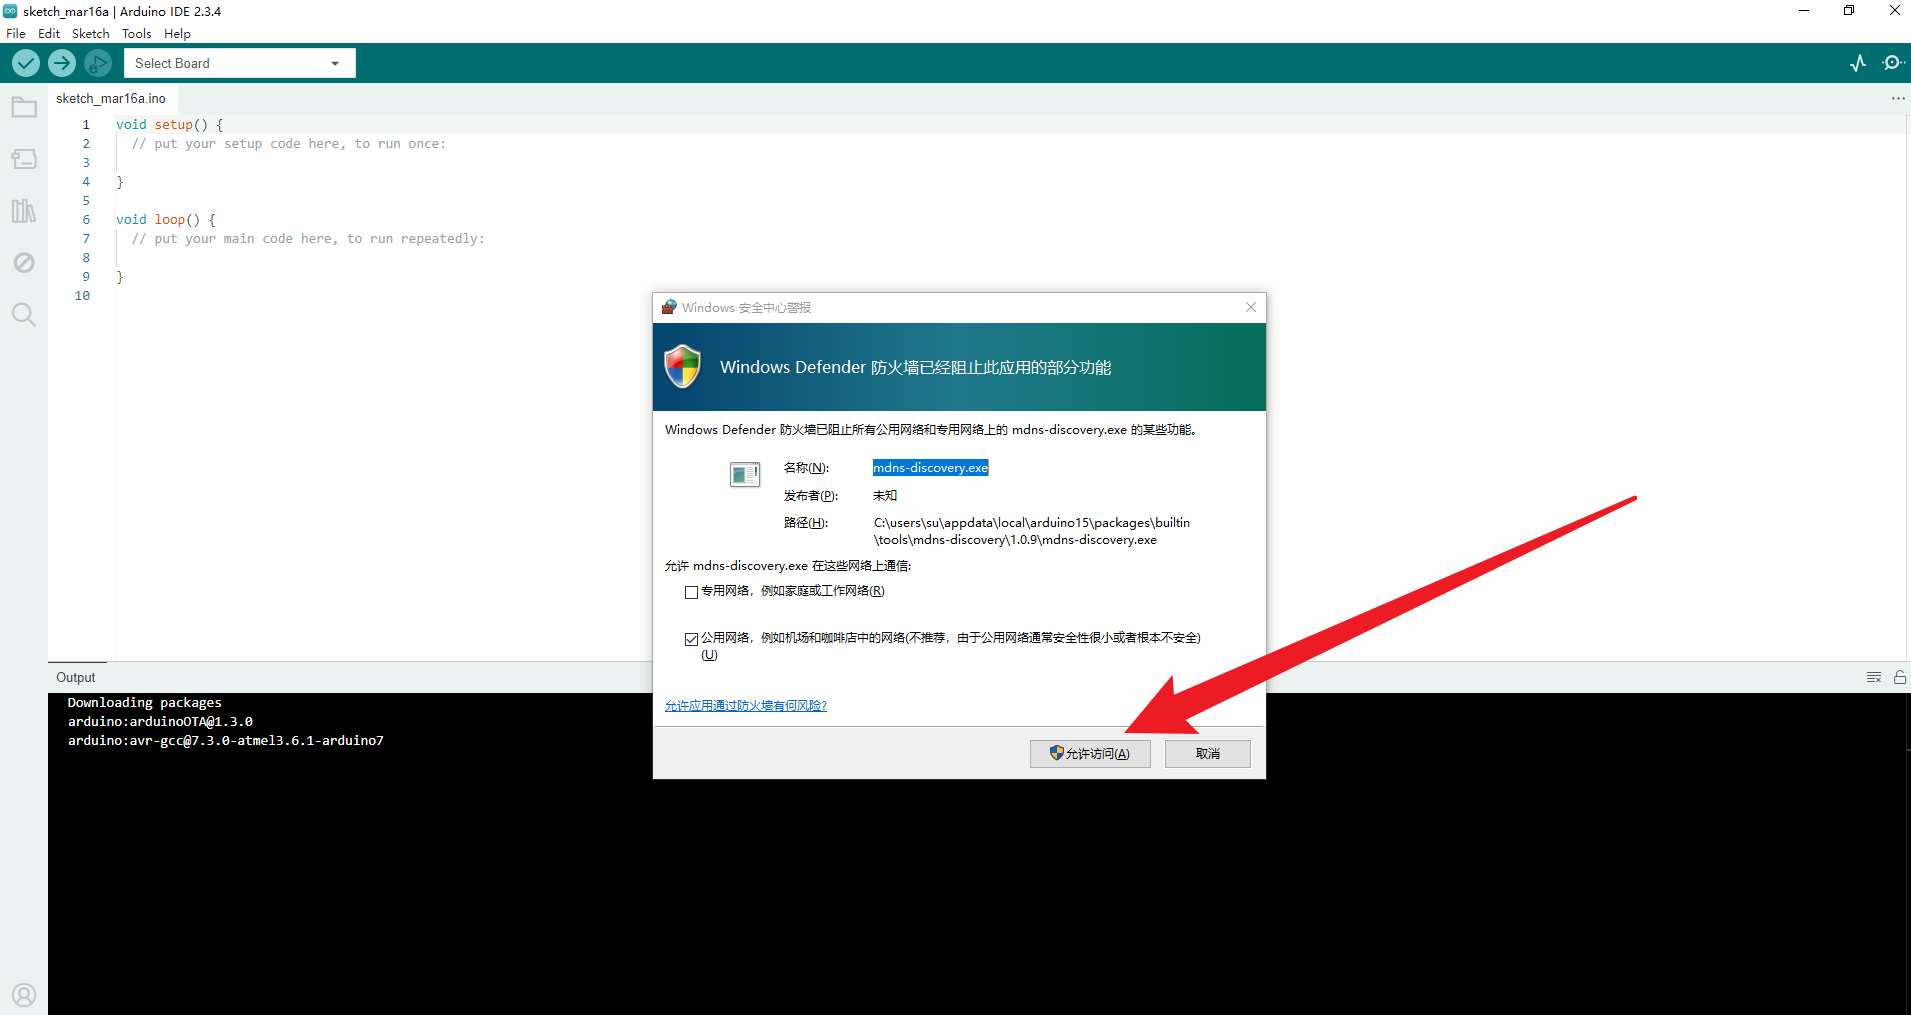 sketch_mar16a | Arduino IDE 2.3.4
File Edit Sketch Tools Help
Select Board
sketch_mar16a.ino
1 void setup() {
2 // put your setup code here, to run once:
3
4 }
5
6 void loop() {
7 // put your main code here, to run repeatedly:
8
9 }
10
Windows 安全中心警报
Windows Defender 防火墙已经阻止此应用的部分功能
Windows Defender 防火墙已阻止所有公用网络和专用网络上的 mdns-discovery.exe 的某些功能。
名称(N): mdns-discovery.exe
发布者(P): 未知
路径(H): C:\users\su\appdata\local\arduino15\packages\builtin
\tools\mdns-discovery\1.0.9\mdns-discovery.exe
允许 mdns-discovery.exe 在这些网络上通信:
专用网络，例如家庭或工作网络(R)
公用网络，例如机场和咖啡店中的网络(不推荐，由于公用网络通常安全性很小或者根本不安全)
(U)
允许应用通过防火墙有何风险?
允许访问(A) 取消
Output
Downloading packages
arduino:arduinoOTA@1.3.0
arduino:avr-gcc@7.3.0-atmel3.6.1-arduino7